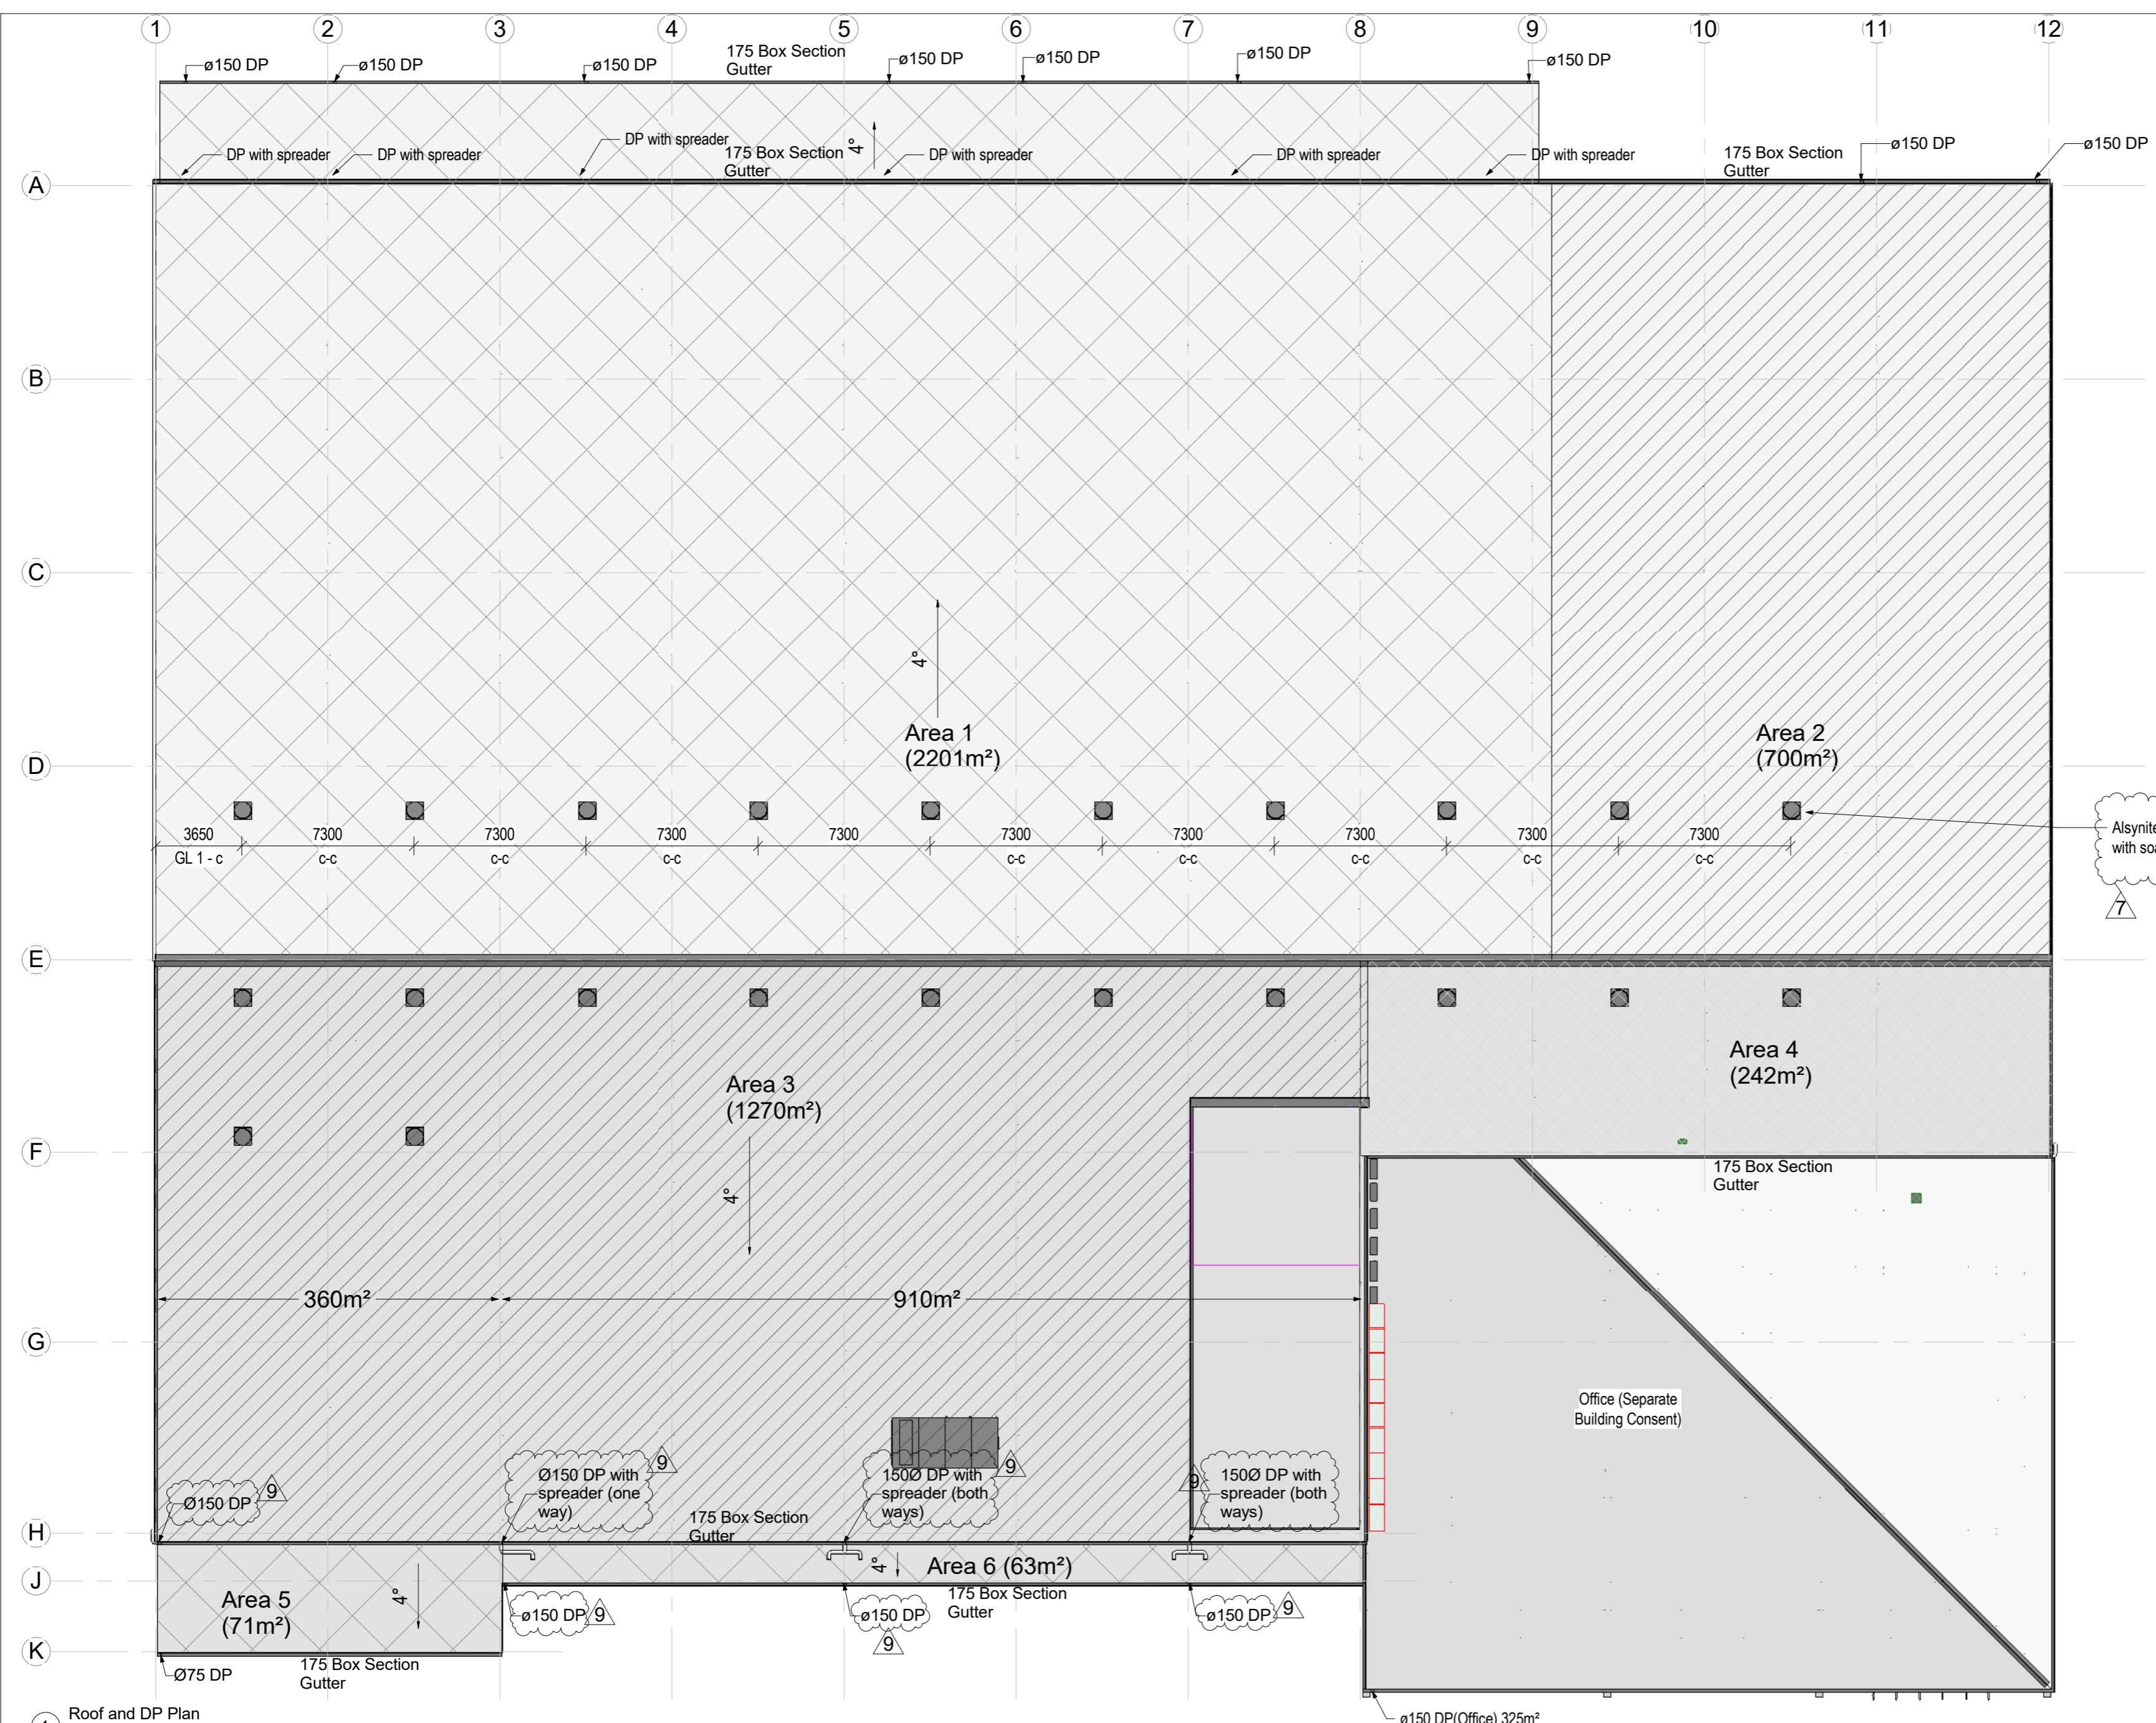 1 2 3 4 5 6 7 8 9 10 11 12
175 Box Section
Gutter
ø150 DP
ø150 DP
ø150 DP
ø150 DP
ø150 DP
ø150 DP
ø150 DP
4°
DP with spreader
DP with spreader
DP with spreader
175 Box Section
Gutter
DP with spreader
DP with spreader
DP with spreader
175 Box Section
Gutter
ø150 DP
ø150 DP
A
B
C
4°
Area 1
(2201m²)
Area 2
(700m²)
D
3650
GL 1 - c
7300
c-c
7300
c-c
7300
c-c
7300
7300
c-c
7300
c-c
7300
c-c
7300
c-c
7300
c-c
Alsynite
7
E
Area 3
(1270m²)
Area 4
(242m²)
F
175 Box Section
Gutter
4°
360m²
910m²
G
Office (Separate
Building Consent)
Ø150 DP
9
Ø150 DP with
spreader (one
way)
9
150Ø DP with
spreader (both
ways)
9
9
150Ø DP with
spreader (both
ways)
175 Box Section
Gutter
H
4°
Area 6 (63m²)
J
Area 5
(71m²)
4°
ø150 DP
9
ø150 DP
9
175 Box Section
Gutter
ø150 DP
9
K
Ø75 DP
175 Box Section
Gutter
Roof and DP Plan
ø150 DP(Office) 325m²